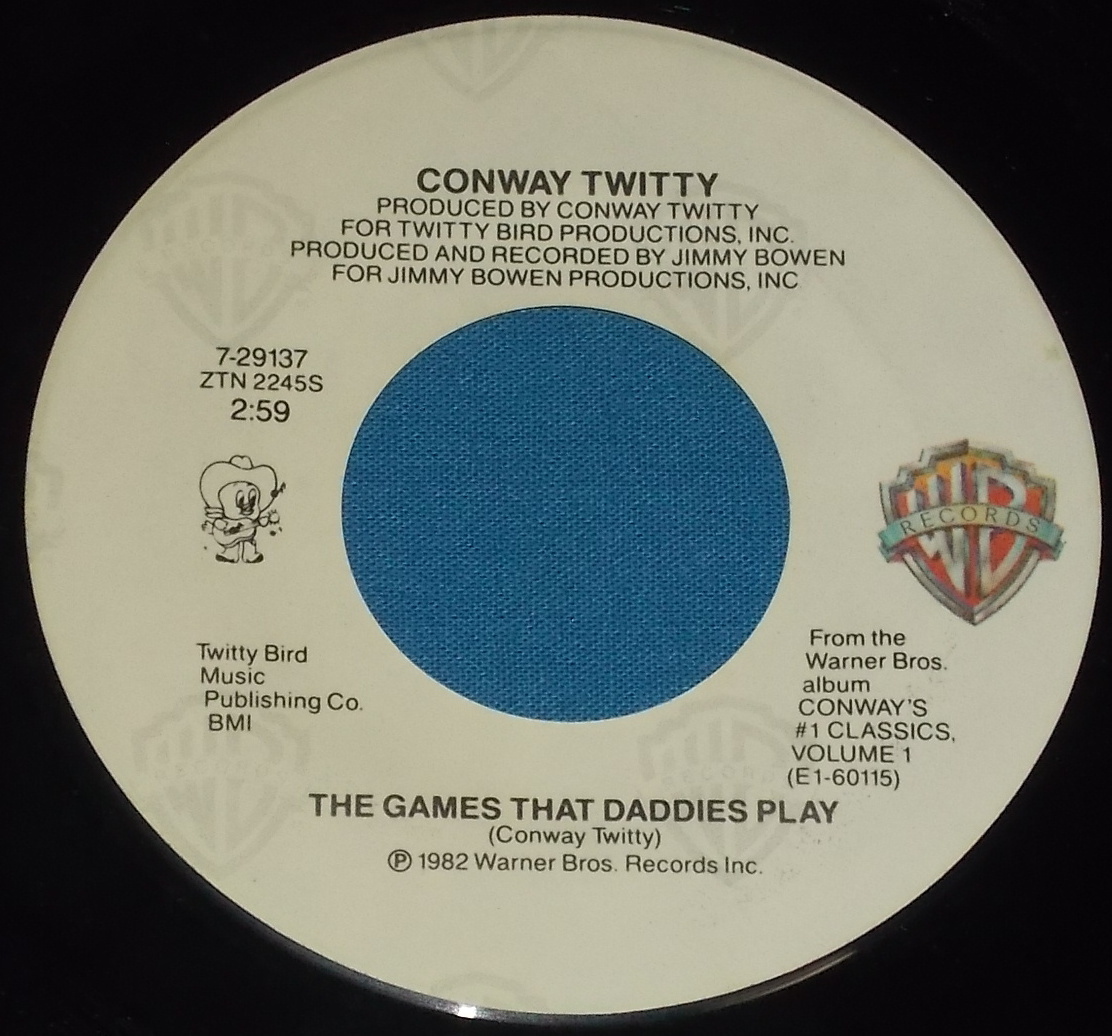 CONWAY TWITTY
PRODUCED BY CONWAY TWITTY
FOR TWITTY BIRD PRODUCTIONS, INC.
PRODUCED AND RECORDED BY JIMMY BOWEN
FOR JIMMY BOWEN PRODUCTIONS, INC
7-29137
ZTN 2245S
2:59
WB
RECORDS
Twitty Bird
Music
Publishing Co.
BMI
From the
Warner Bros.
album
CONWAY'S
#1 CLASSICS,
VOLUME 1
(E1-60115)
THE GAMES THAT DADDIES PLAY
(Conway Twitty)
℗ 1982 Warner Bros. Records Inc.